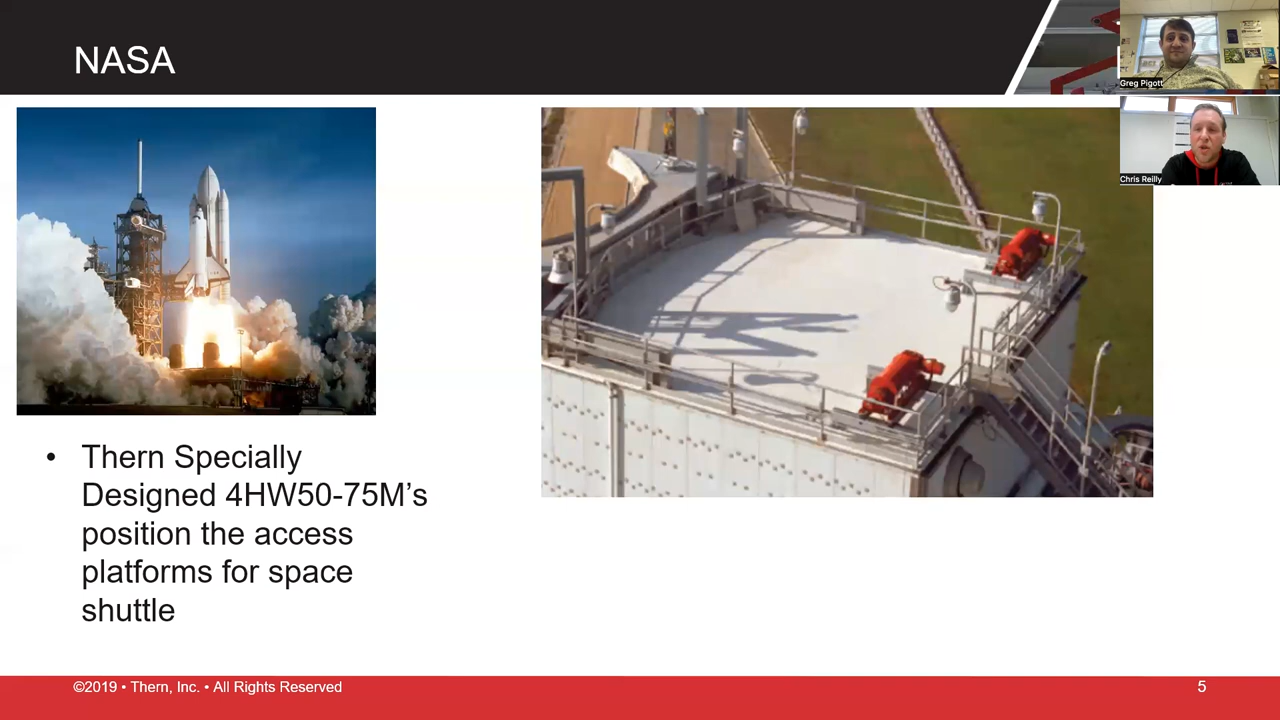 NASA
Greg Pigott
Chris Reilly
• Thern Specially
Designed 4HW50-75M’s
position the access
platforms for space
shuttle
©2019 • Thern, Inc. • All Rights Reserved
5